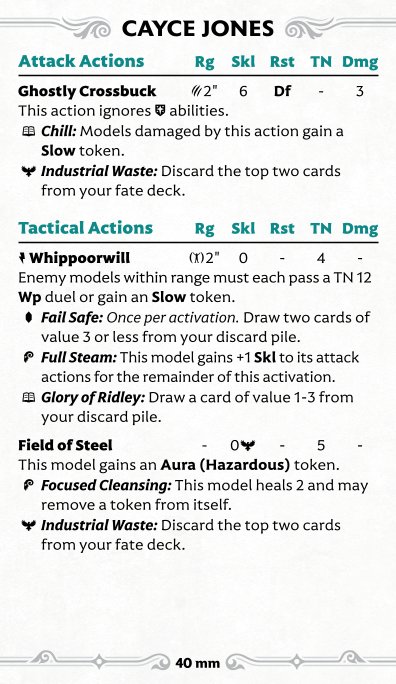 CAYCE JONES
Attack Actions Rg Skl Rst TN Dmg
Ghostly Crossbuck 2" 6 Df - 3
This action ignores abilities.
Chill: Models damaged by this action gain a
Slow token.
Industrial Waste: Discard the top two cards
from your fate deck.
Tactical Actions Rg Skl Rst TN Dmg
Whippoorwill 2" 0 - 4 -
Enemy models within range must each pass a TN 12
Wp duel or gain an Slow token.
Fail Safe: Once per activation. Draw two cards of
value 3 or less from your discard pile.
Full Steam: This model gains +1 Skl to its attack
actions for the remainder of this activation.
Glory of Ridley: Draw a card of value 1-3 from
your discard pile.
Field of Steel - 0 - 5 -
This model gains an Aura (Hazardous) token.
Focused Cleansing: This model heals 2 and may
remove a token from itself.
Industrial Waste: Discard the top two cards
from your fate deck.
40 mm